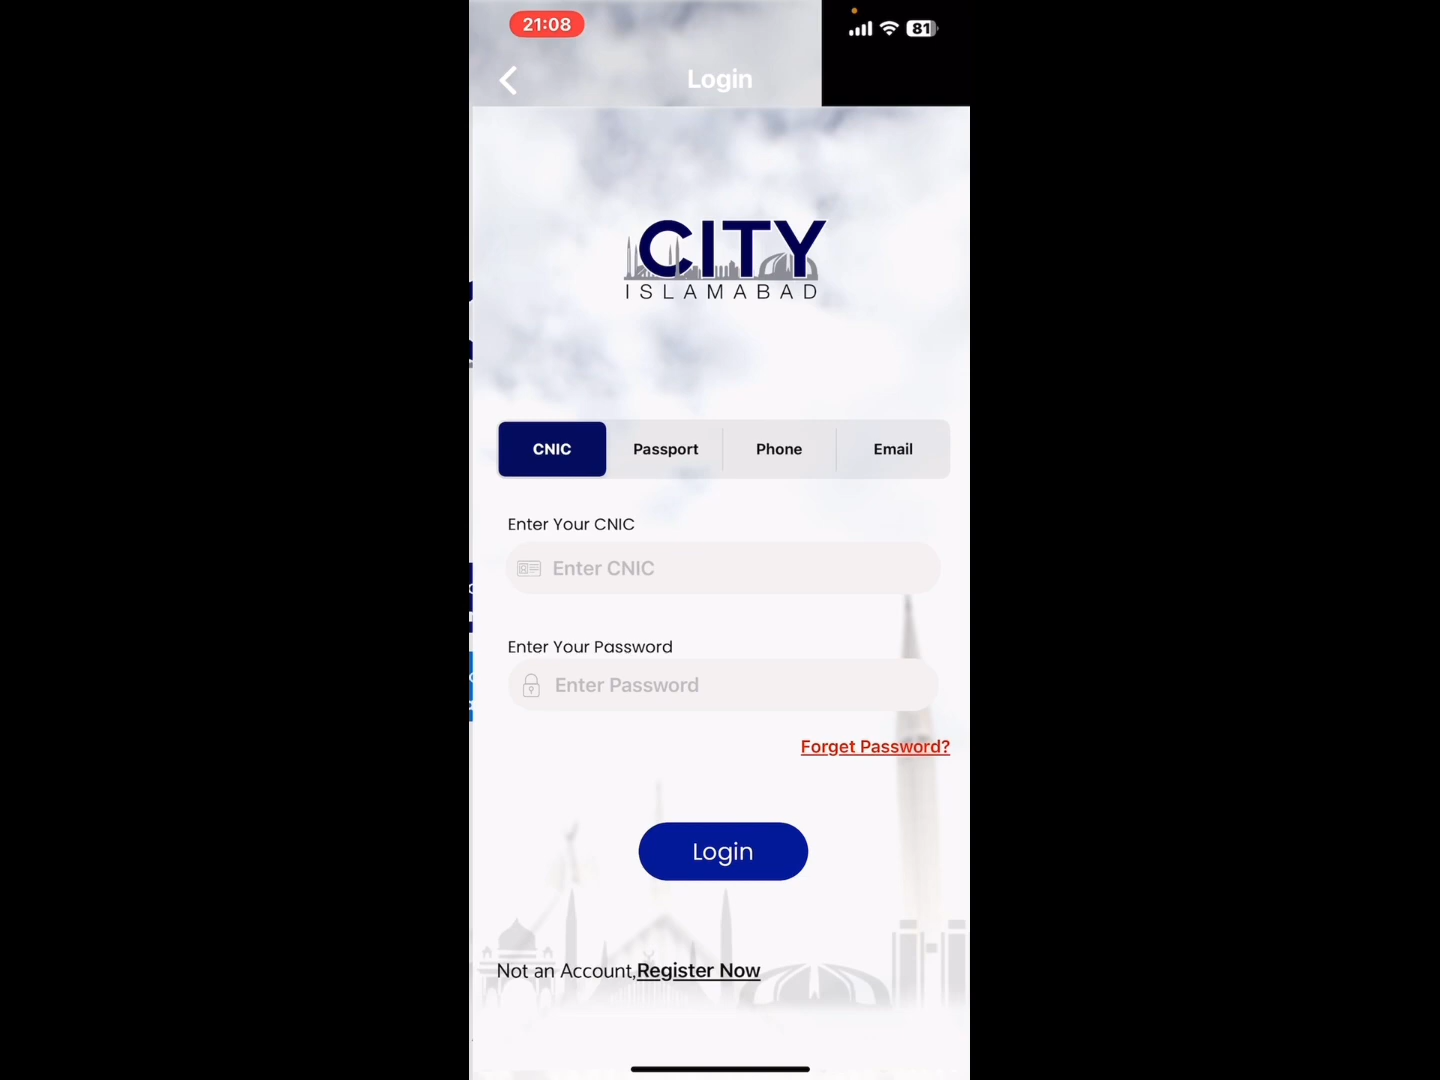 21:08
81
Login
CITY
ISLAMABAD
CNIC
Passport
Phone
Email
Enter Your CNIC
Enter CNIC
Enter Your Password
Enter Password
Forget Password?
Login
Not an Account,Register Now